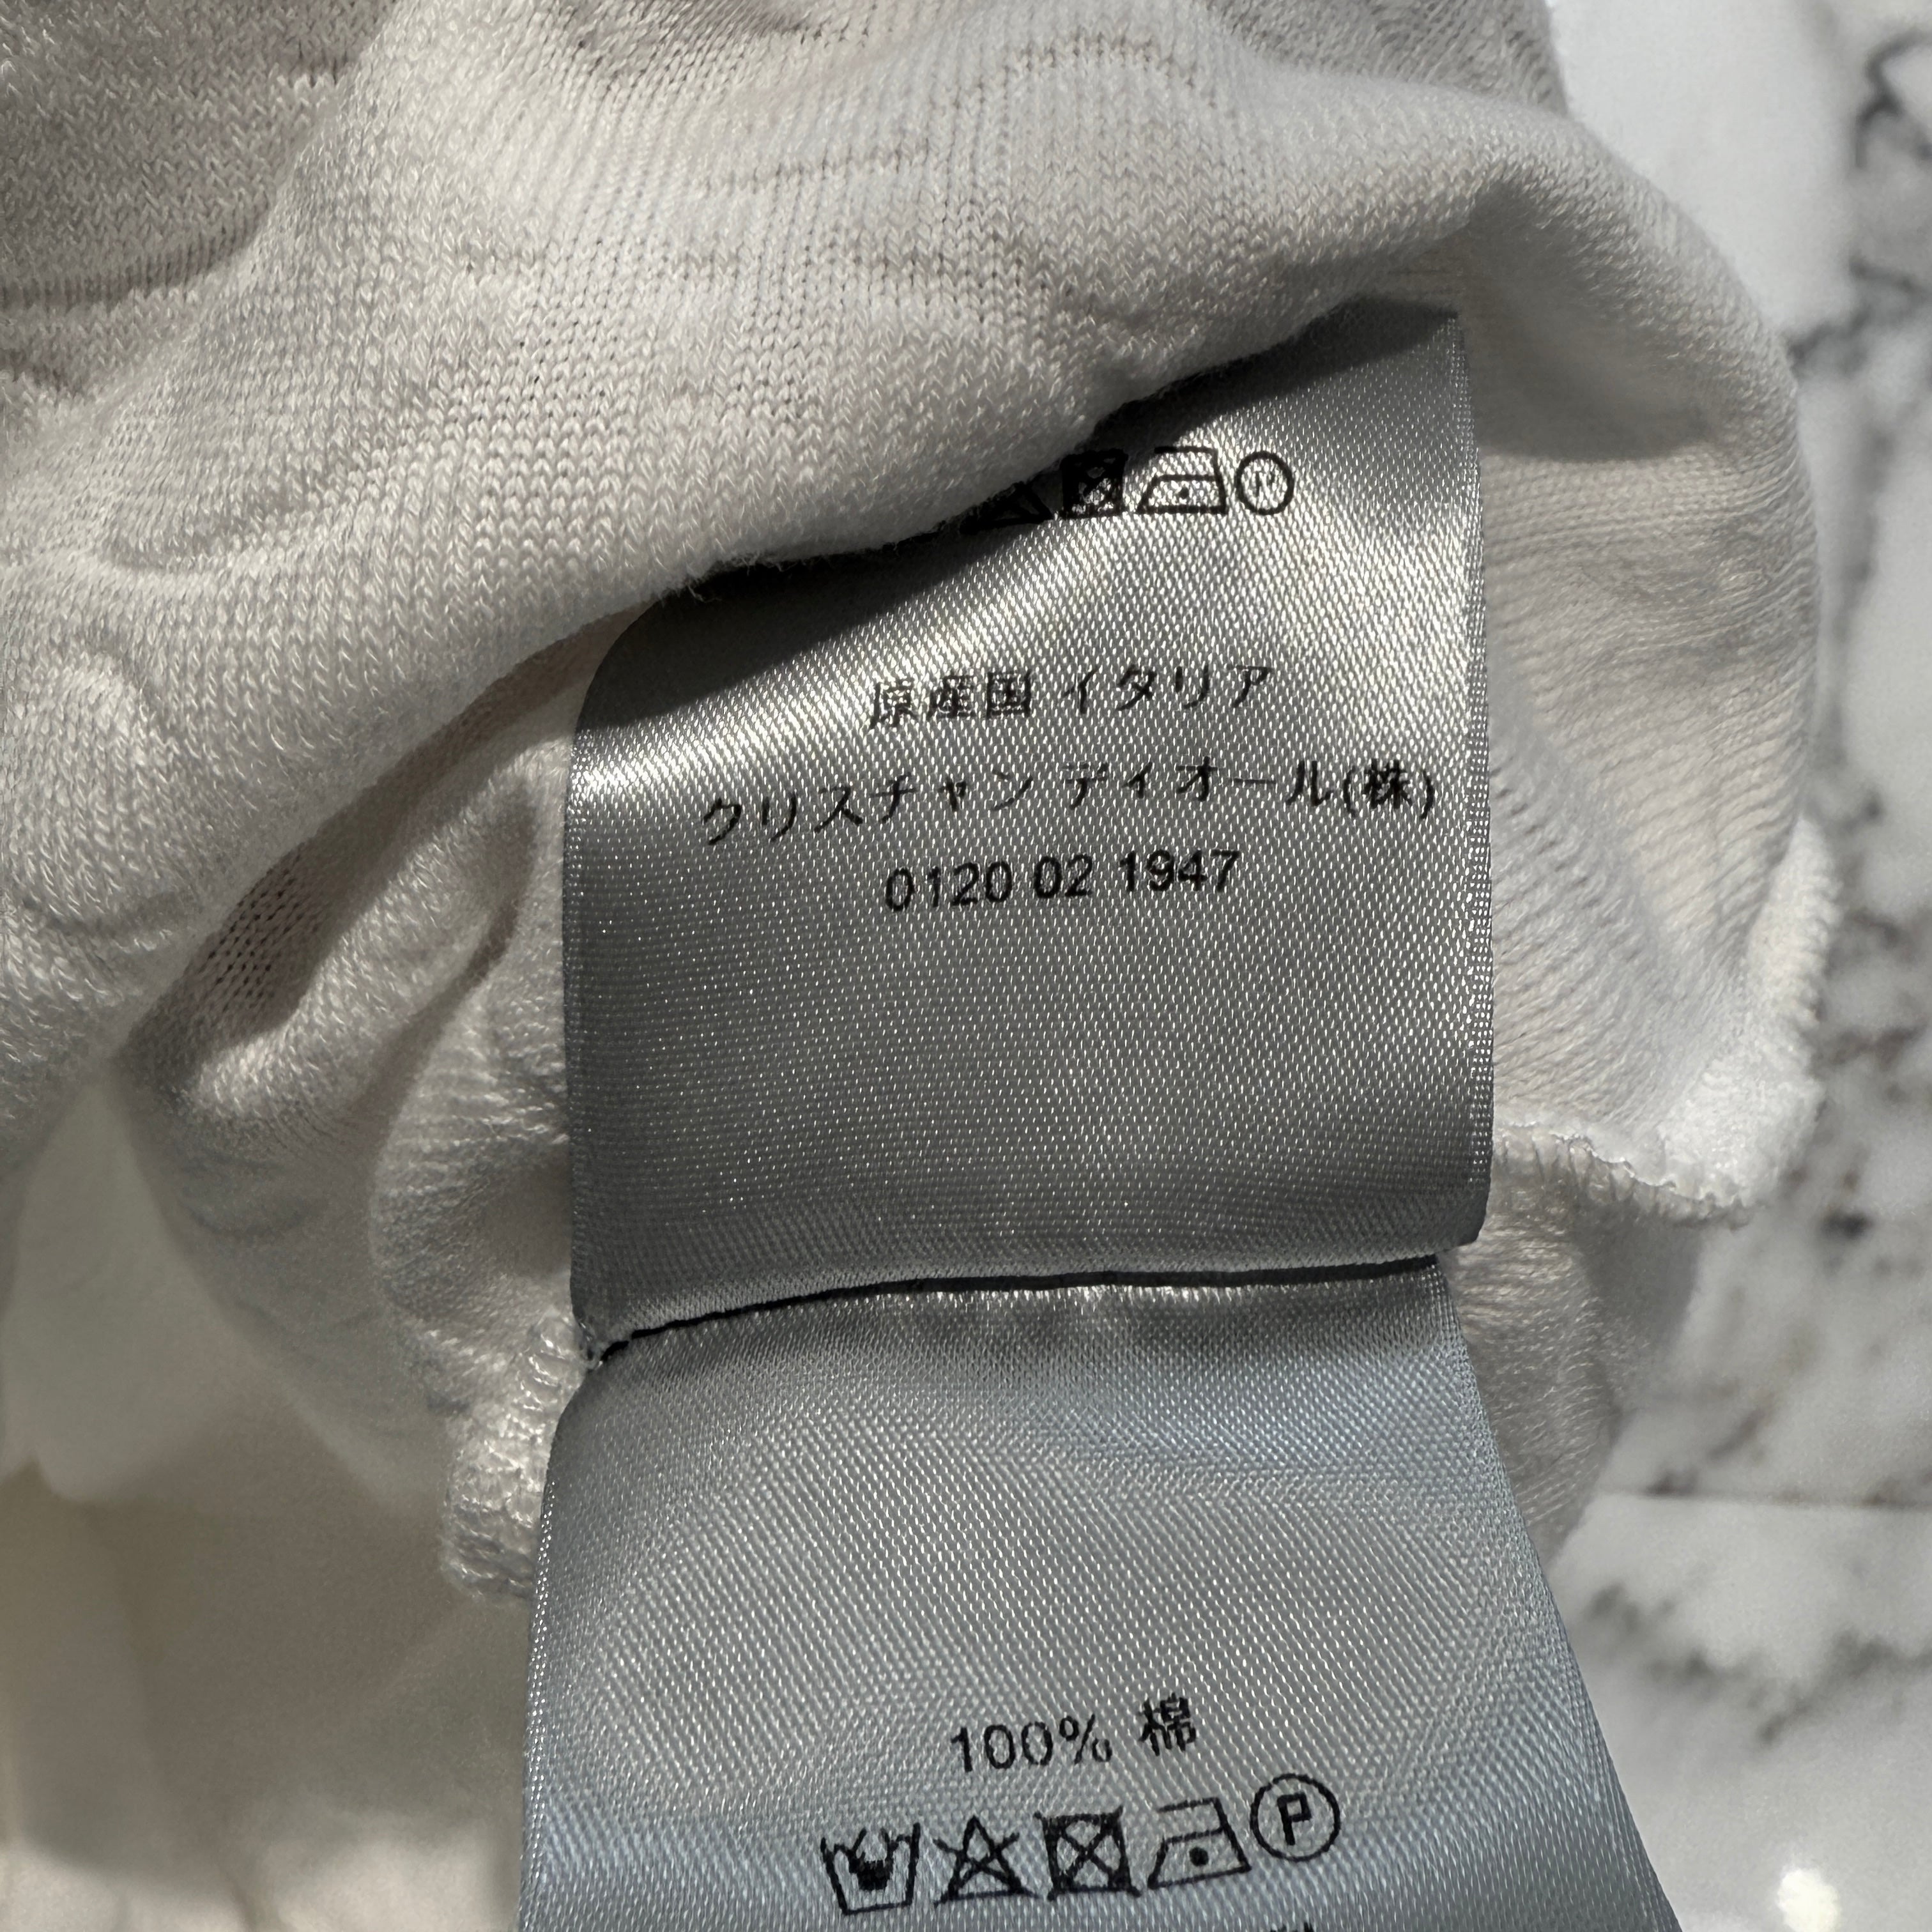 原産国 イタリア
クリスチャン ディオール(株)
0120 02 1947
100% 棉
P